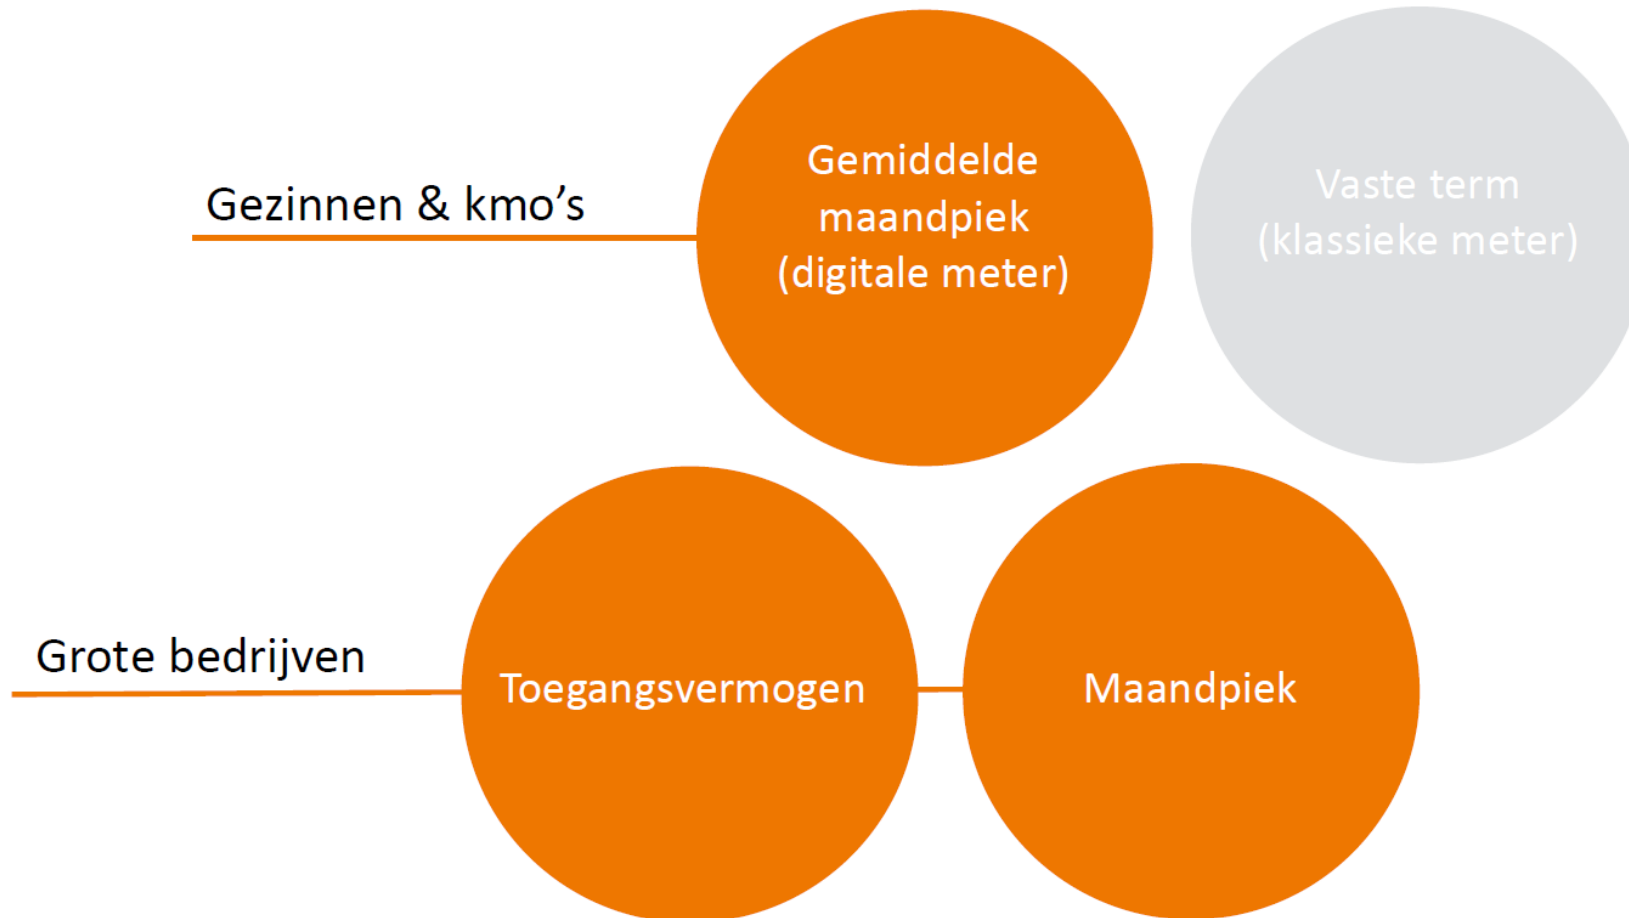 Gezinnen & kmo’s
Gemiddelde
maandpiek
(digitale meter)
Vaste term
(klassieke meter)
Grote bedrijven
Toegangsvermogen
Maandpiek